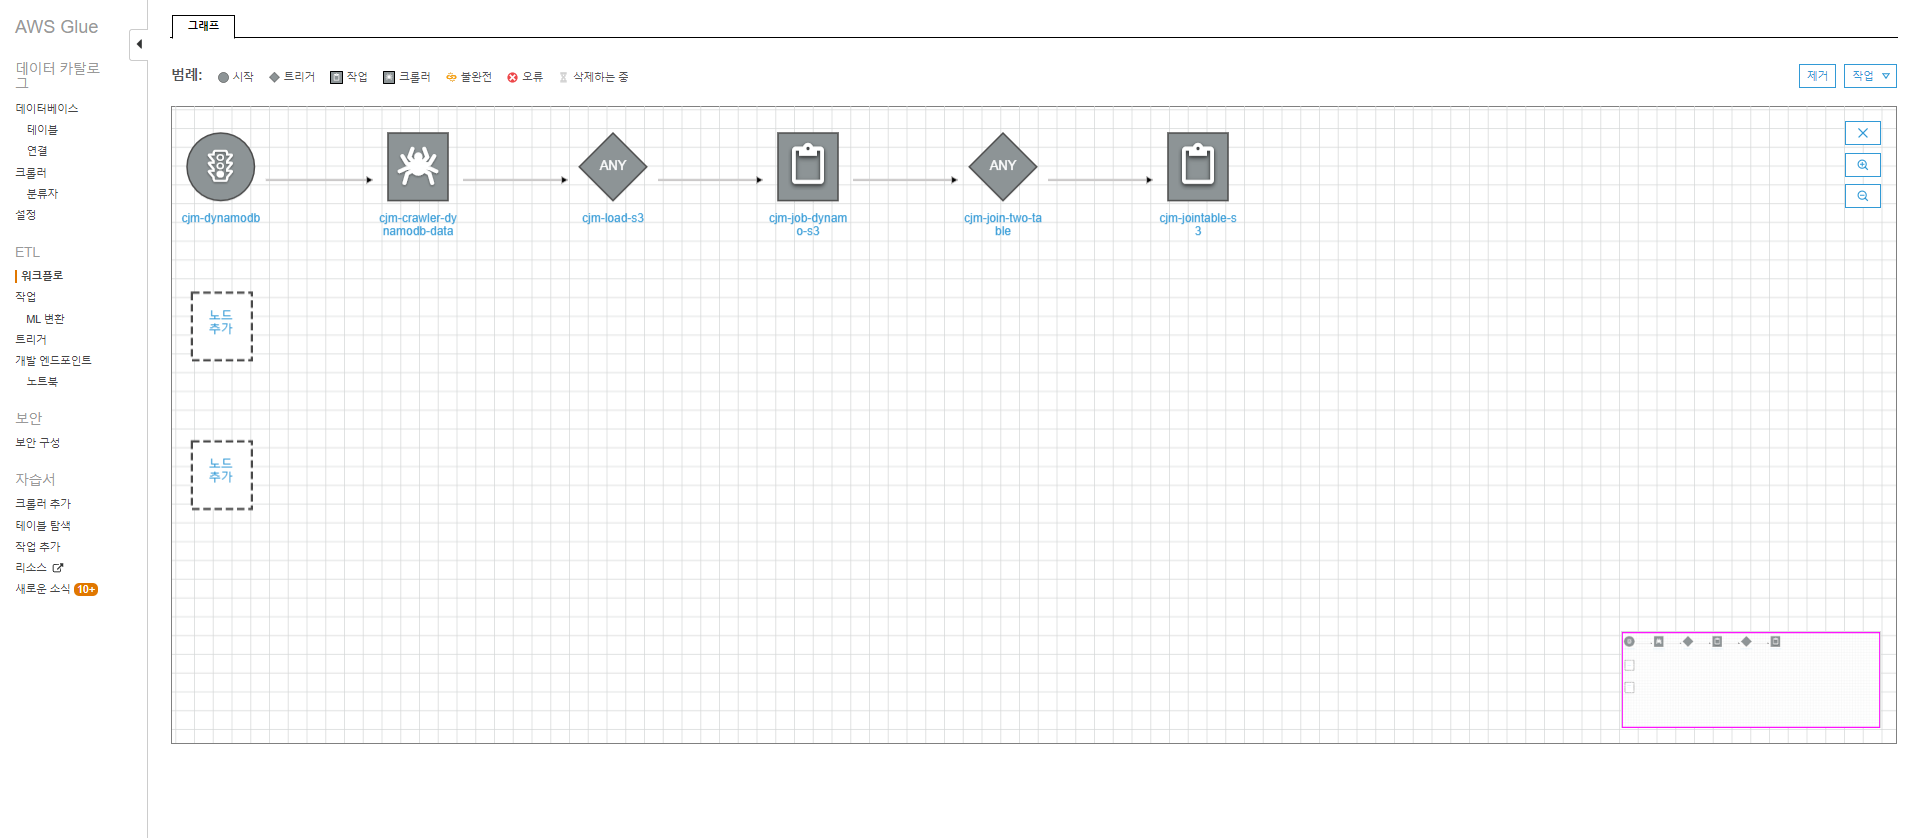 AWS Glue
데이터 카탈로
그
데이터베이스
테이블
연결
크롤러
분류자
설정
ETL
워크플로
작업
ML 변환
트리거
개발 엔드포인트
노트북
보안
보안 구성
자습서
크롤러 추가
테이블 탐색
작업 추가
리소스
새로운 소식 10+
그래프
범례: 시작 트리거 작업 크롤러 불완전 오류 삭제하는 중
제거 작업
ANY ANY
cjm-dynamodb
cjm-crawler-dy
namodb-data
cjm-load-s3
cjm-job-dynam
o-s3
cjm-join-two-ta
ble
cjm-jointable-s
3
노드
추가
노드
추가